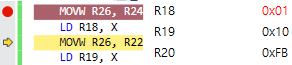 MOVW R26, R24
LD R18, X
MOVW R26, R22
LD R19, X
R18 0x01
R19 0x10
R20 0xFB